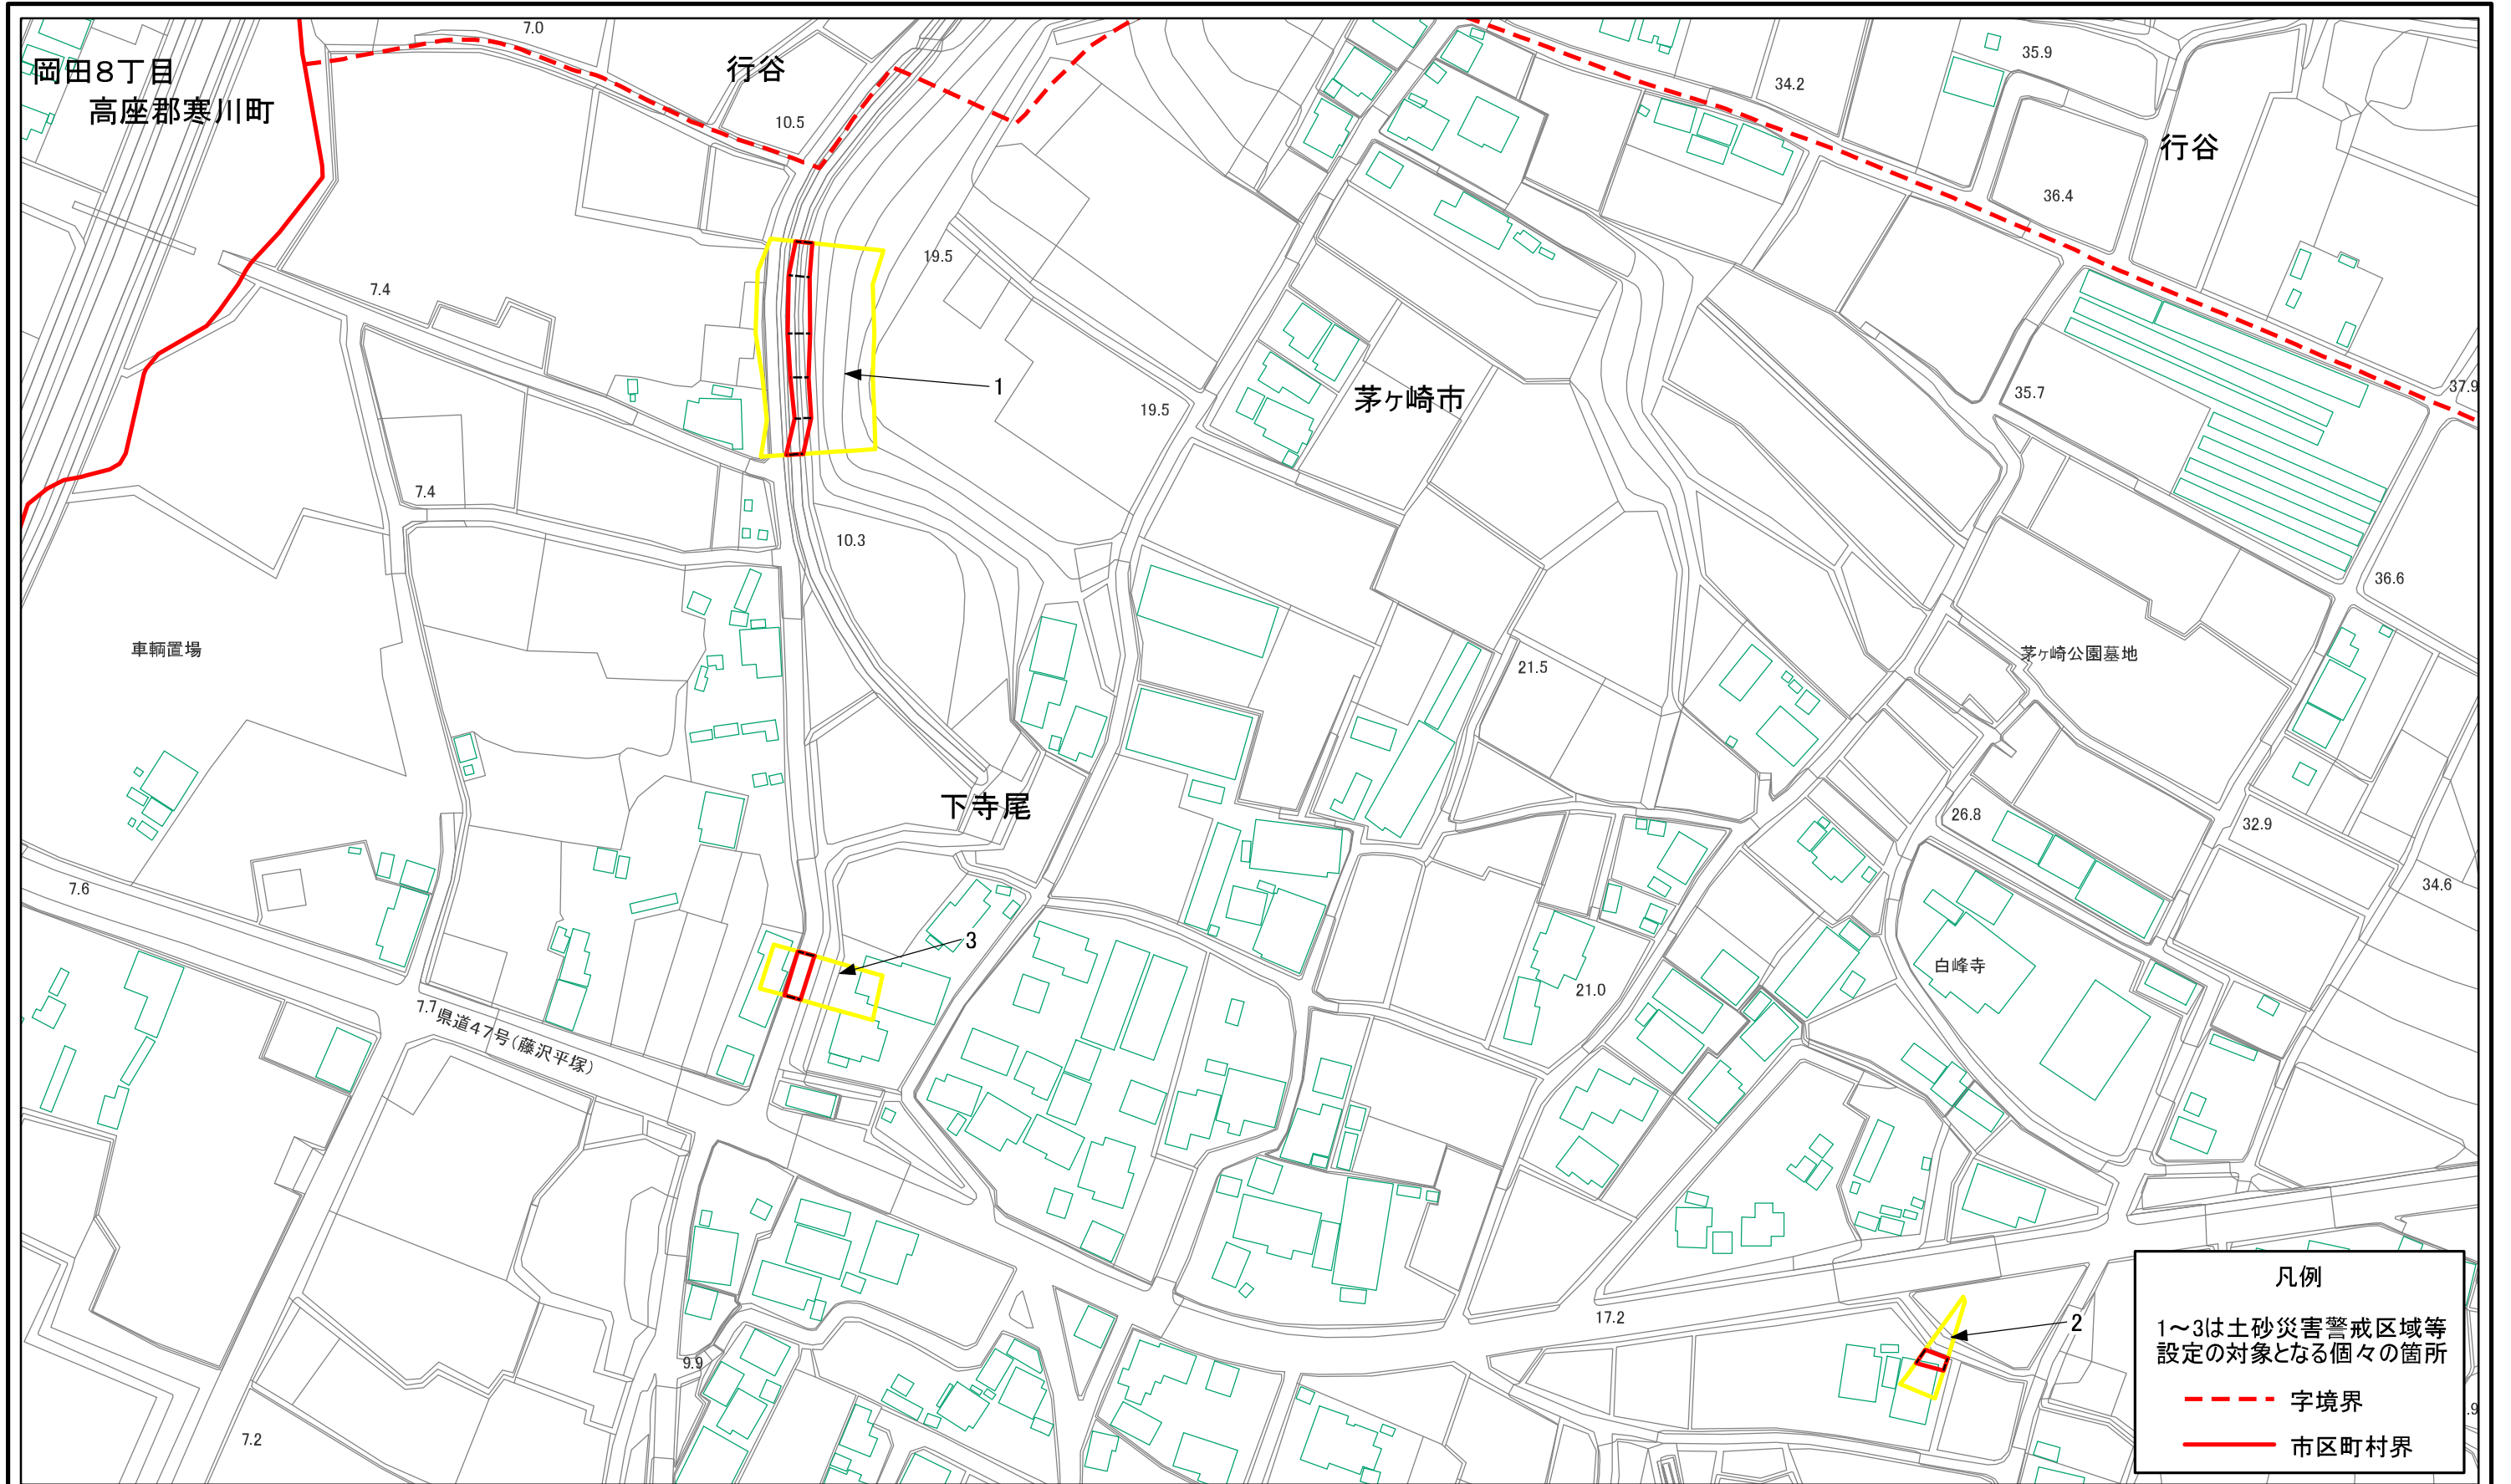 7.0
岡田8丁目
高座郡寒川町
行谷
10.5
35.9
34.2
行谷
36.4
19.5
7.4
1
茅ヶ崎市
19.5
35.7
37.9
7.4
10.3
36.6
車輌置場
21.5
茅ヶ崎公園墓地
下寺尾
26.8
32.9
7.6
34.6
3
白峰寺
21.0
7.7
県道47号(藤沢平塚)
17.2
2
9.9
7.2
凡例
1～3は土砂災害警戒区域等
設定の対象となる個々の箇所
字境界
市区町村界